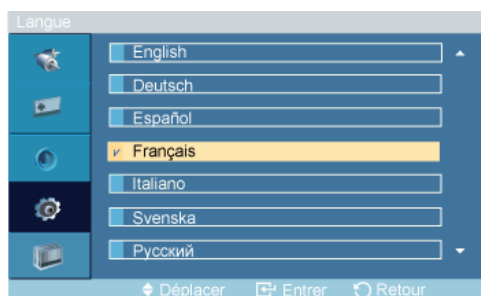 Langue
English
Deutsch
Español
Français
Italiano
Svenska
Русский
Déplacer Entrer Retour